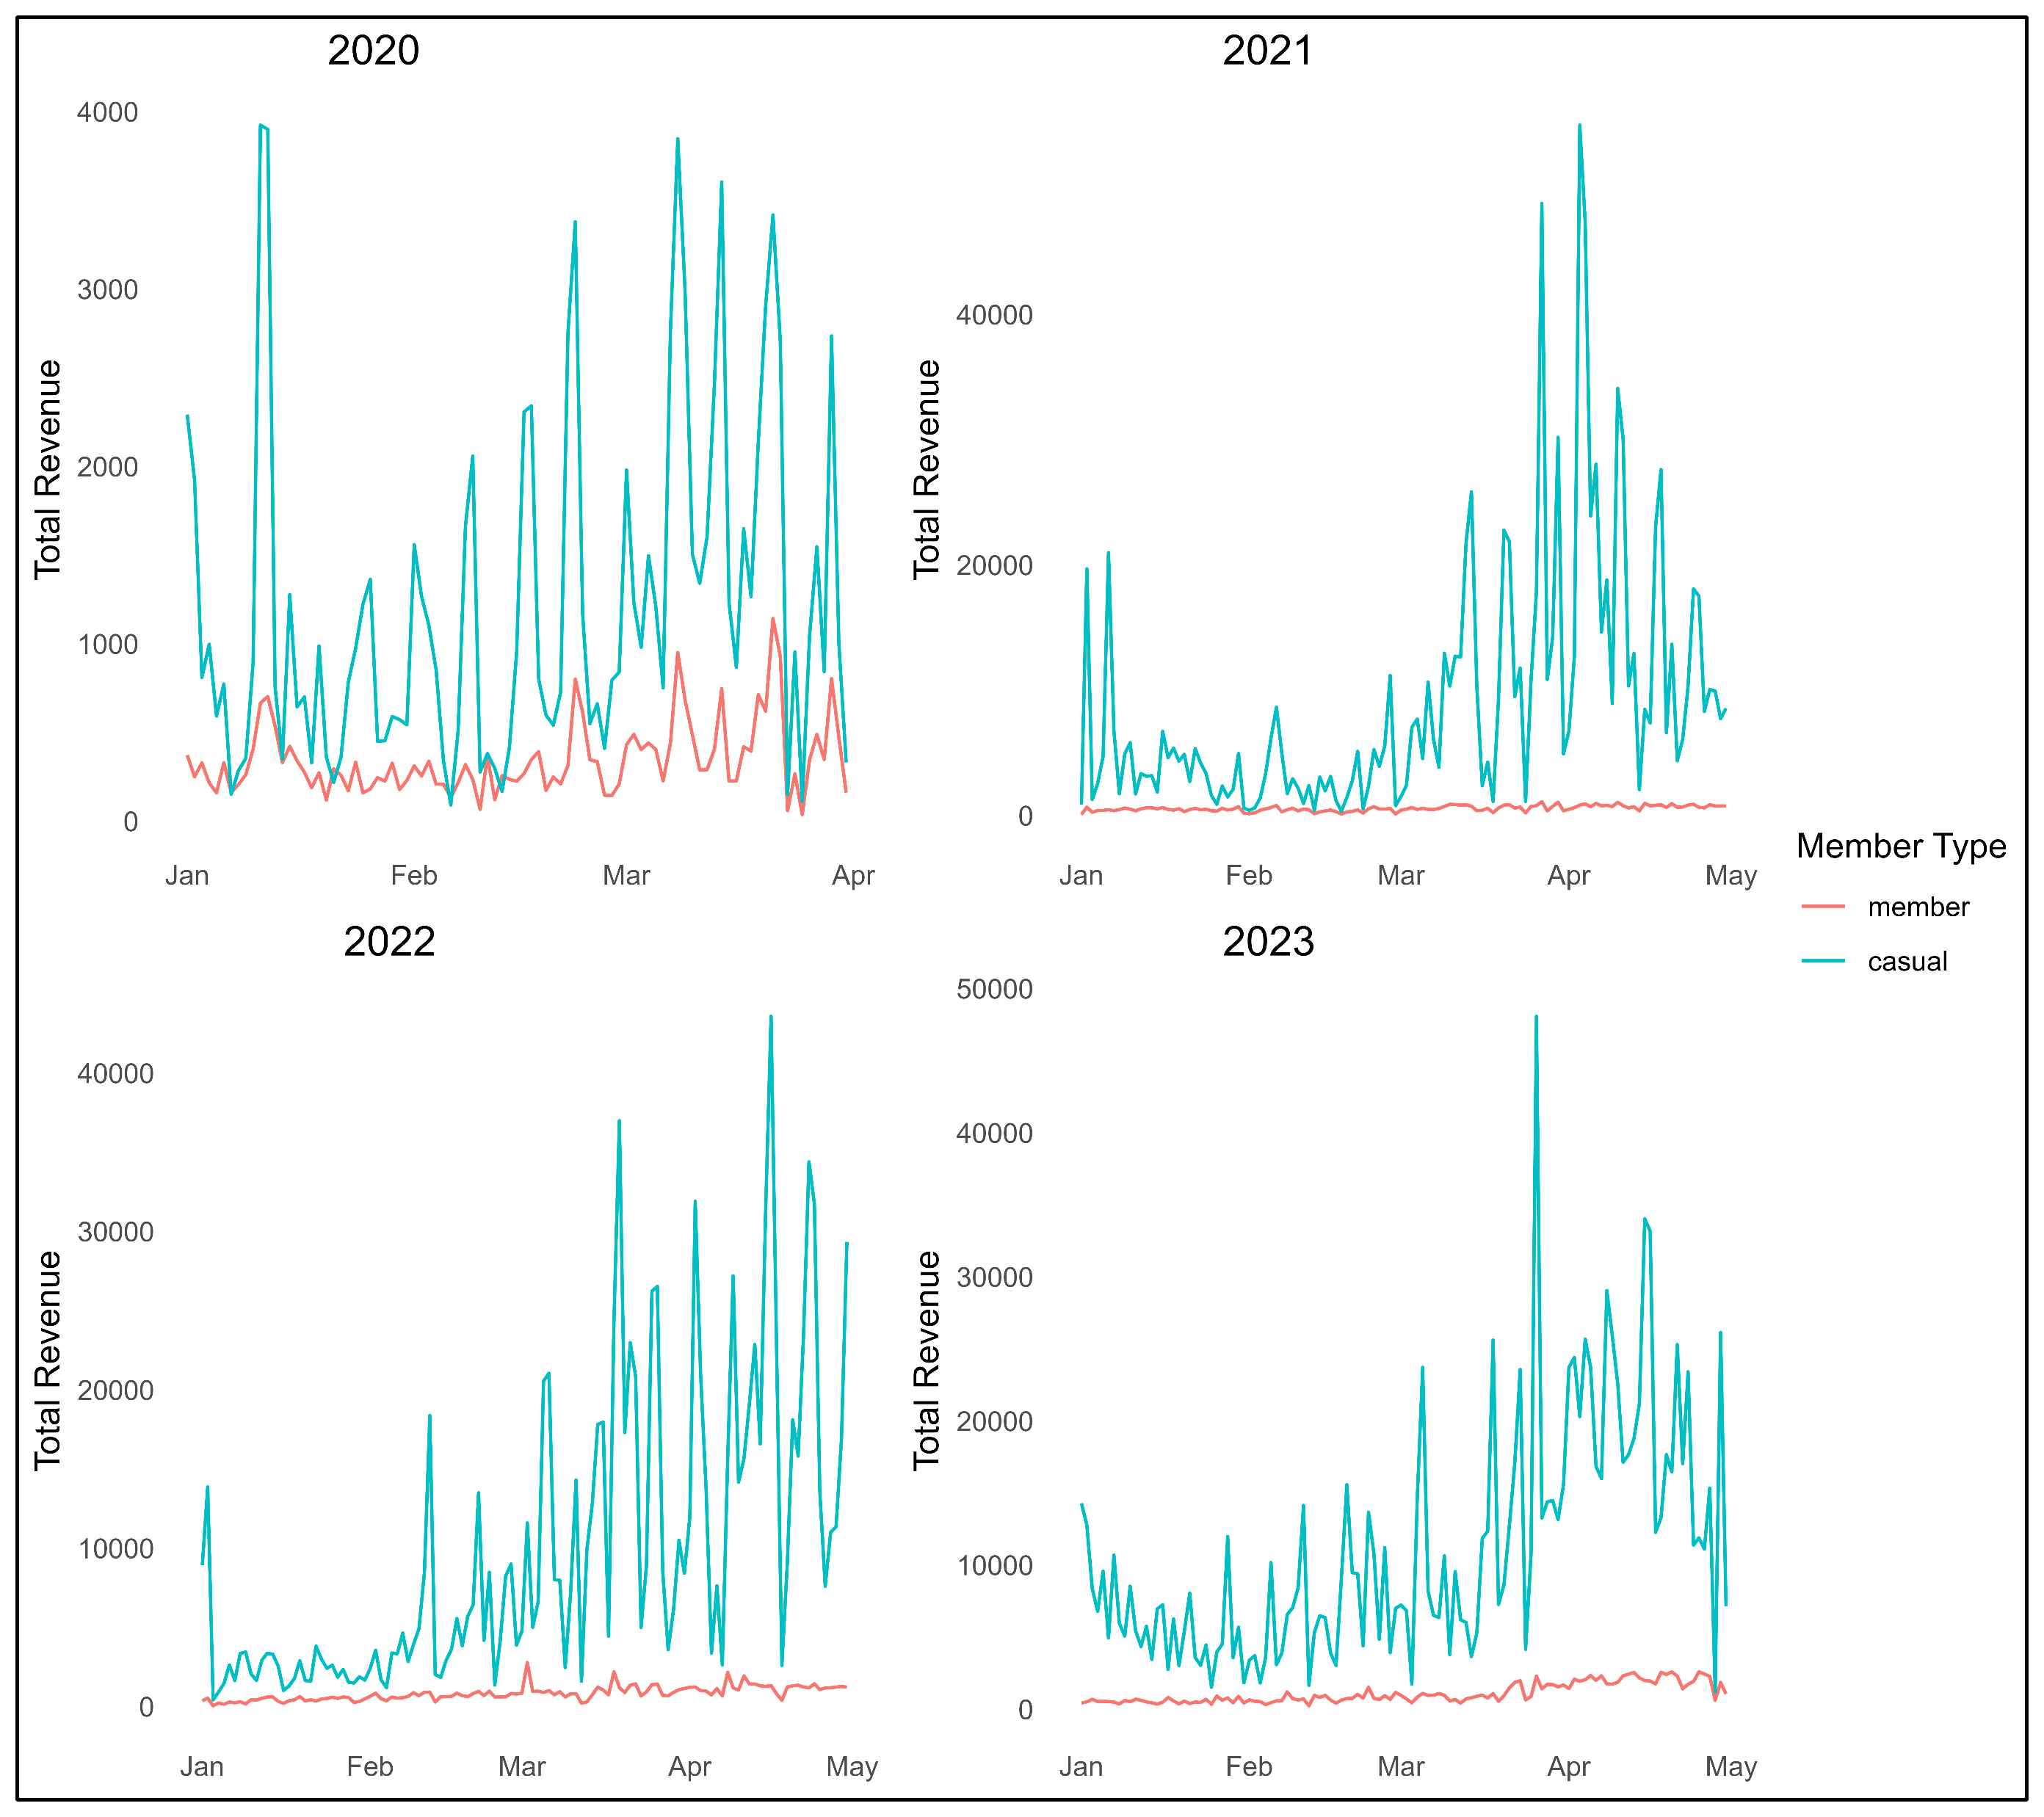 2020
Total Revenue
4000
3000
2000
1000
0
Jan Feb Mar Apr
2021
Total Revenue
40000
20000
0
Jan Feb Mar Apr May
2022
Total Revenue
40000
30000
20000
10000
0
Jan Feb Mar Apr May
2023
Total Revenue
50000
40000
30000
20000
10000
0
Jan Feb Mar Apr May
Member Type
member
casual